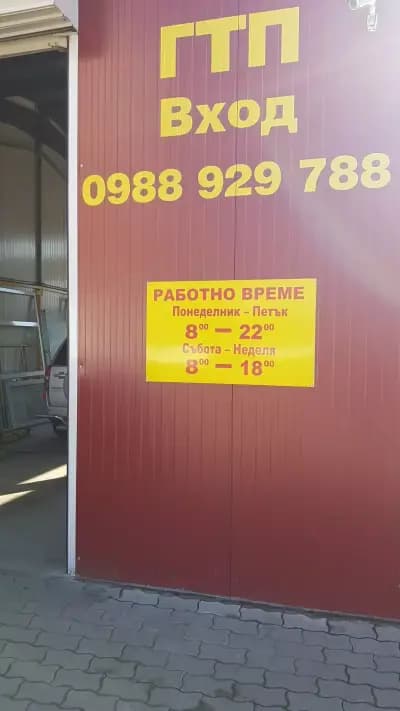 ГТП
Вход
0988 929 788
РАБОТНО ВРЕМЕ
Понеделник - Петък
8⁰⁰ — 22⁰⁰
Събота - Неделя
8⁰⁰ — 18⁰⁰